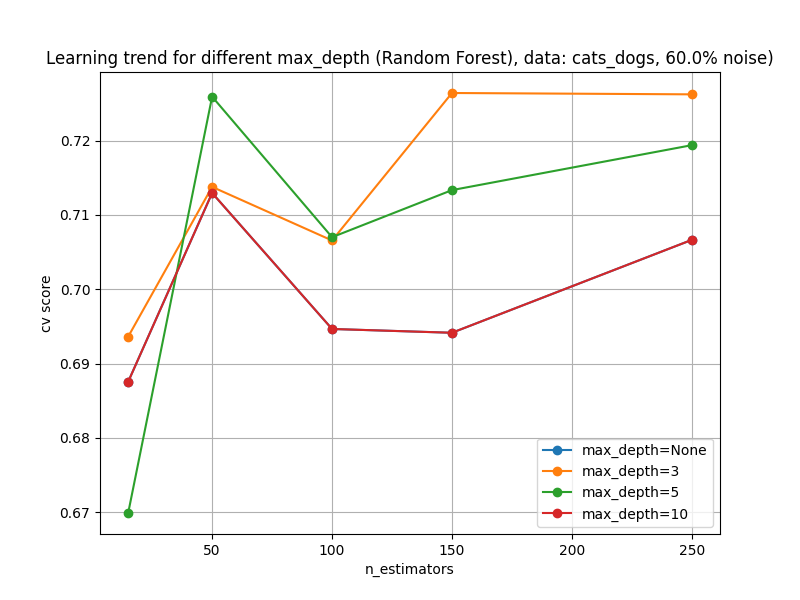 Learning trend for different max_depth (Random Forest), data: cats_dogs, 60.0% noise)
cv score
0.72
0.71
0.70
0.69
0.68
0.67
50
100
150
200
250
n_estimators
max_depth=None
max_depth=3
max_depth=5
max_depth=10